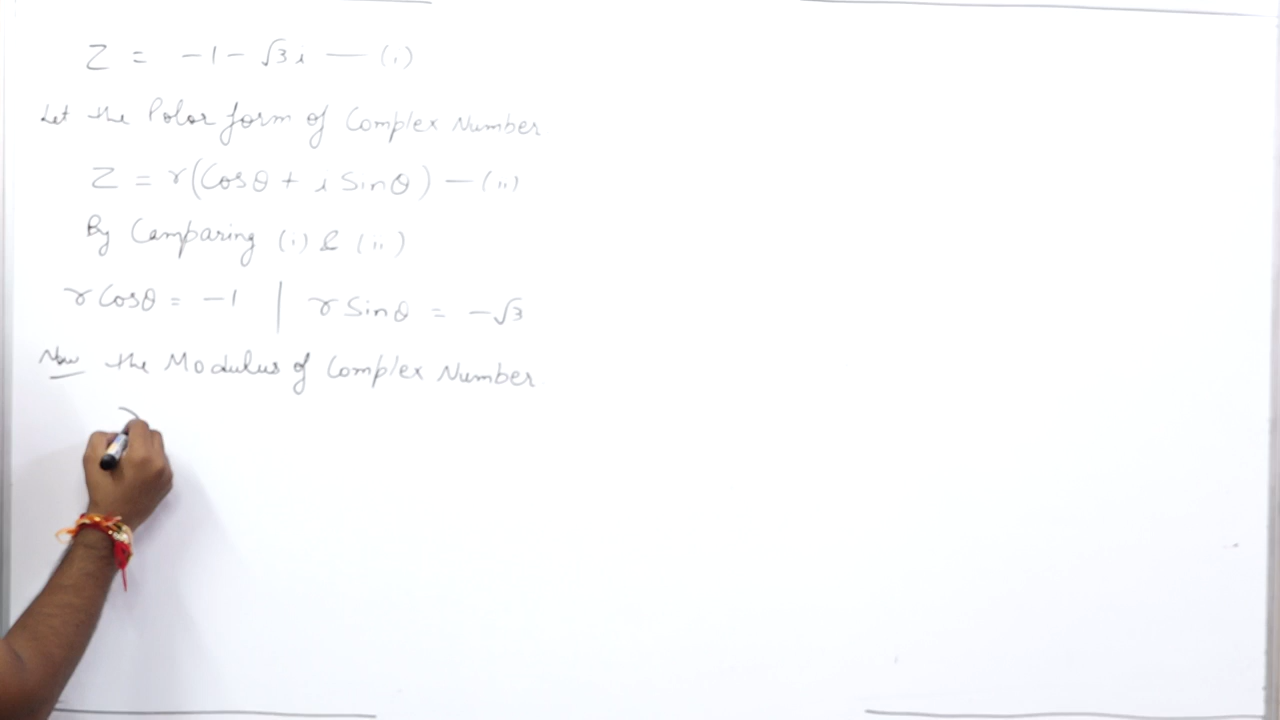 Z = -1 - √3 i — (i)
Let the Polar form of Complex Number
Z = r(Cosθ + i Sinθ) — (ii)
By Camparing (i) & (ii)
r Cosθ = -1 | r Sinθ = -√3
Now the Modulus of Complex Number